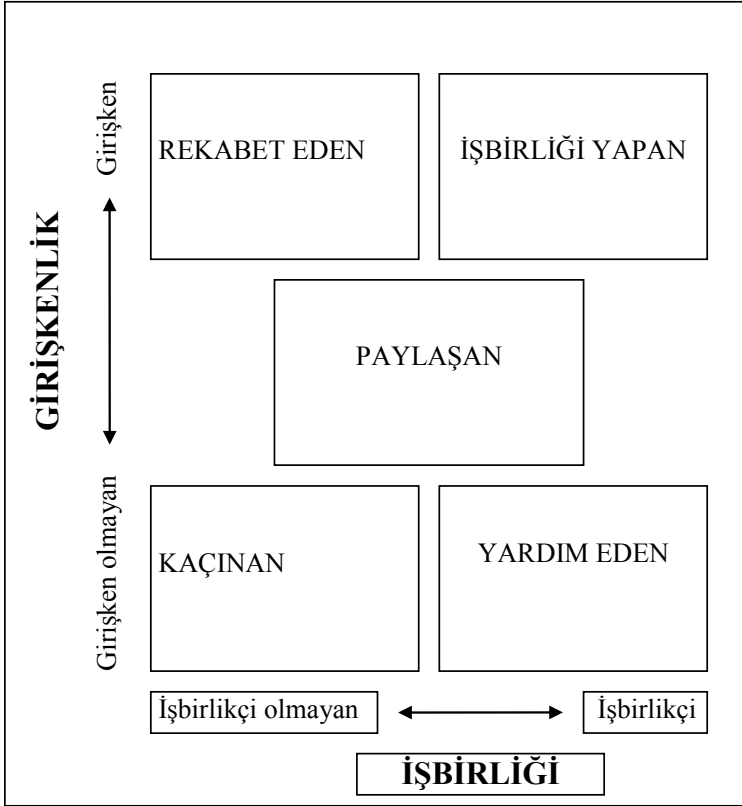 Girişken
REKABET EDEN
İŞBİRLİĞİ YAPAN
GİRİŞKENLİK
PAYLAŞAN
Girişken olmayan
KAÇINAN
YARDIM EDEN
İşbirlikçi olmayan
İşbirlikçi
İŞBİRLİĞİ